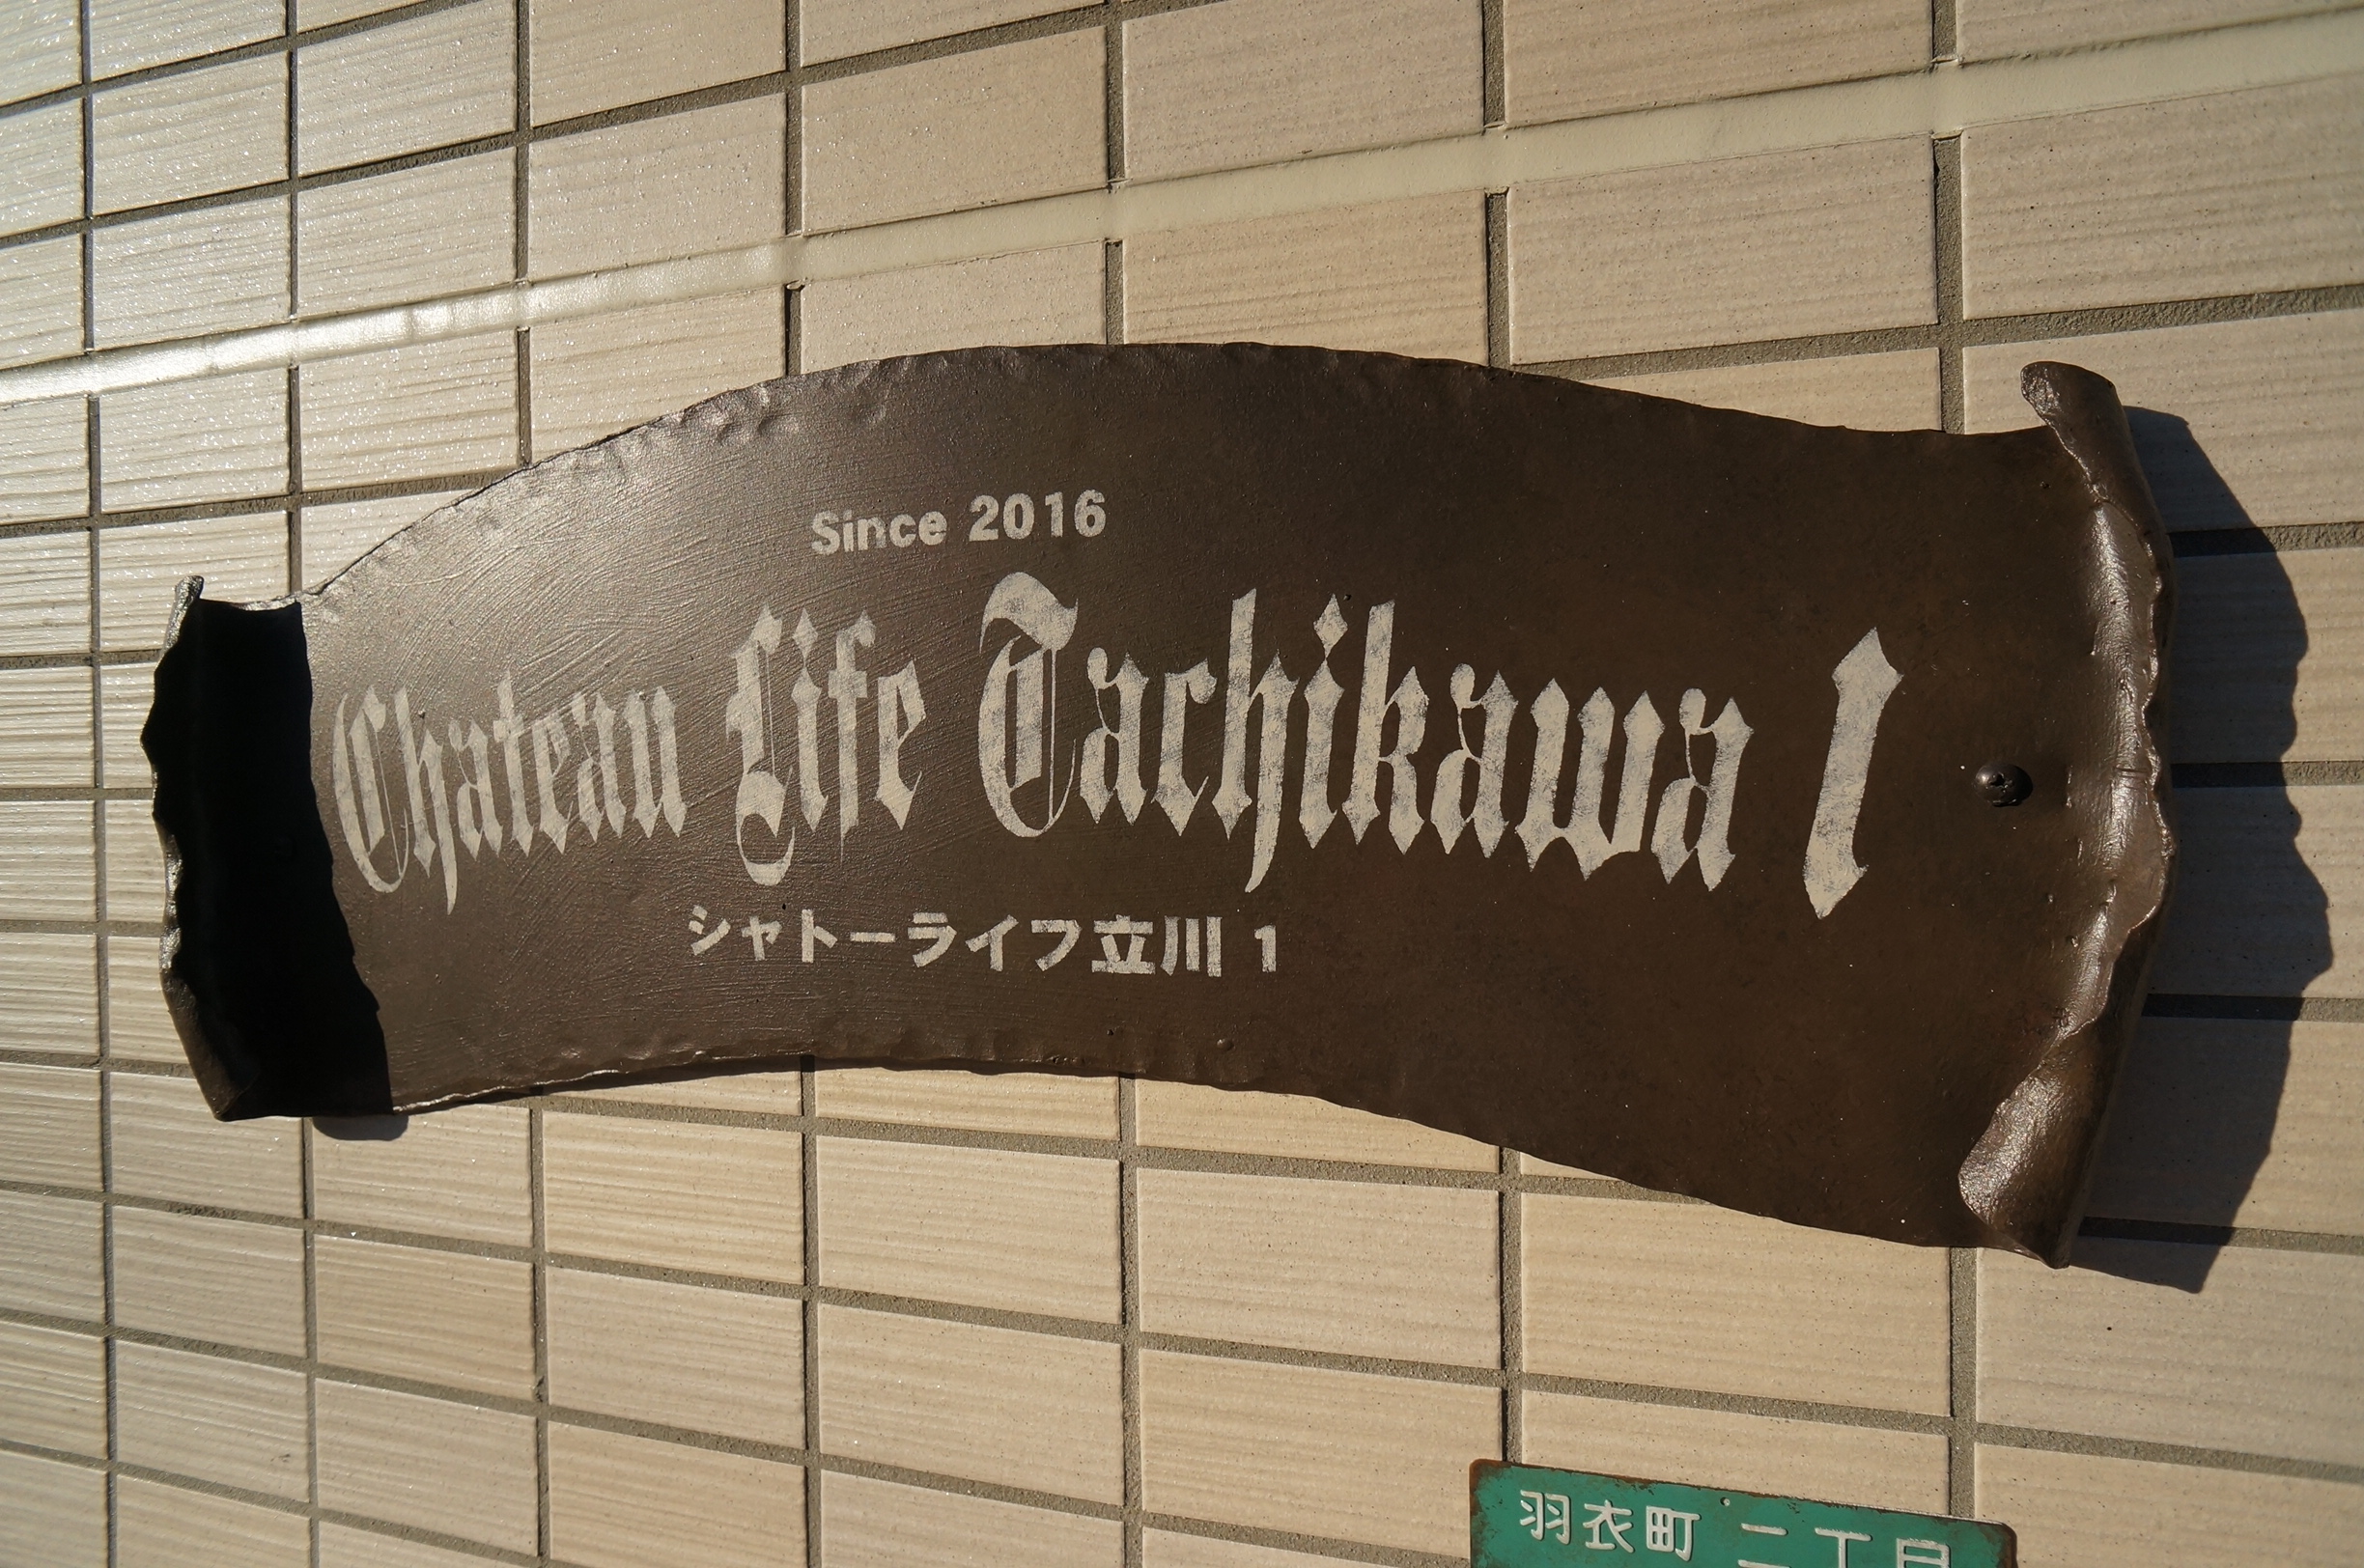 Since 2016
Chateau Life Tachikawa 1
シャトーライフ立川 1
羽衣町 二丁目